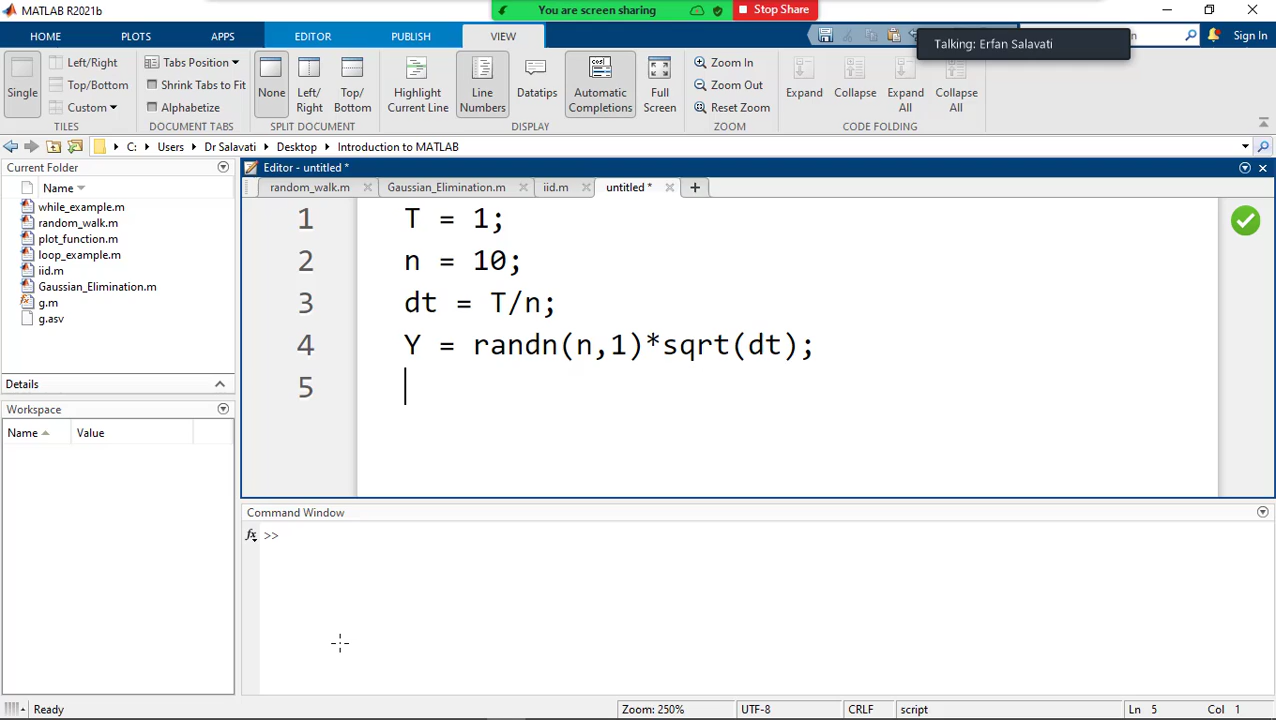 MATLAB R2021b
You are screen sharing
Stop Share
HOME PLOTS APPS EDITOR PUBLISH VIEW
Talking: Erfan Salavati
Sign In
Left/Right
Top/Bottom
Custom
Single
TILES
Tabs Position
Shrink Tabs to Fit
Alphabetize
DOCUMENT TABS
None
Left/
Right
Top/
Bottom
SPLIT DOCUMENT
Highlight
Current Line
Line
Numbers
Datatips
Automatic
Completions
Full
Screen
DISPLAY
Zoom In
Zoom Out
Reset Zoom
ZOOM
Expand
Collapse
Expand
All
Collapse
All
CODE FOLDING
C: Users Dr Salavati Desktop Introduction to MATLAB
Current Folder
Name
while_example.m
random_walk.m
plot_function.m
loop_example.m
iid.m
Gaussian_Elimination.m
g.m
g.asv
Details
Workspace
Name Value
Editor - untitled *
random_walk.m Gaussian_Elimination.m iid.m untitled * +
1 T = 1;
2 n = 10;
3 dt = T/n;
4 Y = randn(n,1)*sqrt(dt);
5
Command Window
fx >>
Ready
Zoom: 250% UTF-8 CRLF script Ln 5 Col 1